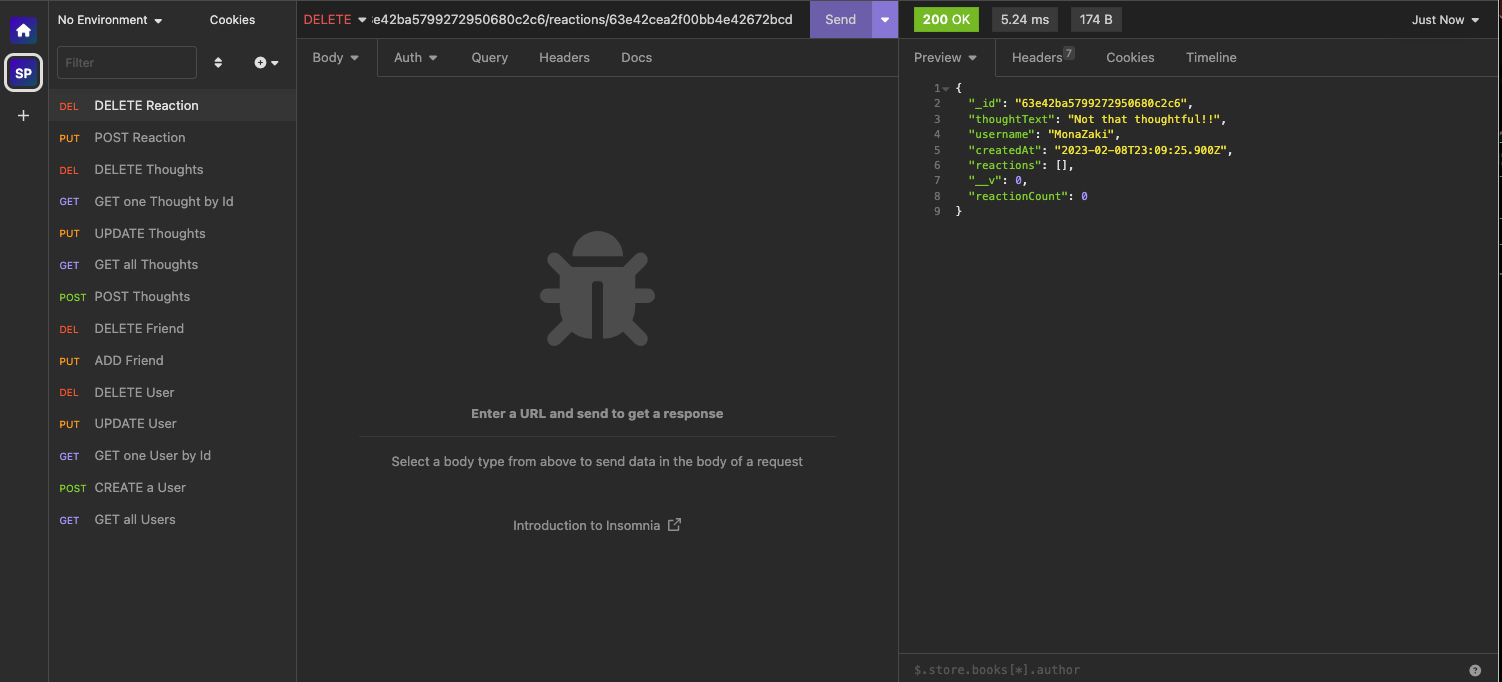 No Environment
Cookies
Filter
SP
DEL DELETE Reaction
PUT POST Reaction
DEL DELETE Thoughts
GET GET one Thought by Id
PUT UPDATE Thoughts
GET GET all Thoughts
POST POST Thoughts
DEL DELETE Friend
PUT ADD Friend
DEL DELETE User
PUT UPDATE User
GET GET one User by Id
POST CREATE a User
GET GET all Users
DELETE 3e42ba5799272950680c2c6/reactions/63e42cea2f00bb4e42672bcd Send
Body Auth Query Headers Docs
Enter a URL and send to get a response
Select a body type from above to send data in the body of a request
Introduction to Insomnia
200 OK 5.24 ms 174 B Just Now
Preview Headers 7 Cookies Timeline
1 {
2 "_id": "63e42ba5799272950680c2c6",
3 "thoughtText": "Not that thoughtful!!",
4 "username": "MonaZaki",
5 "createdAt": "2023-02-08T23:09:25.900Z",
6 "reactions": [],
7 "__v": 0,
8 "reactionCount": 0
9 }
$.store.books[*].author